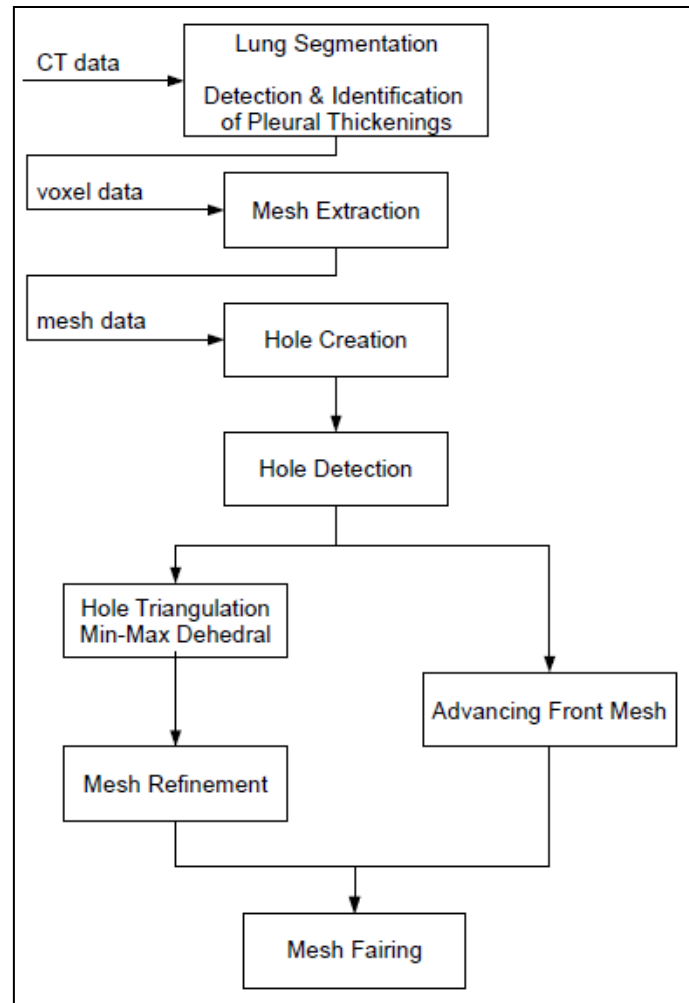 CT data
Lung Segmentation
Detection & Identification
of Pleural Thickenings
voxel data
Mesh Extraction
mesh data
Hole Creation
Hole Detection
Hole Triangulation
Min-Max Dehedral
Advancing Front Mesh
Mesh Refinement
Mesh Fairing